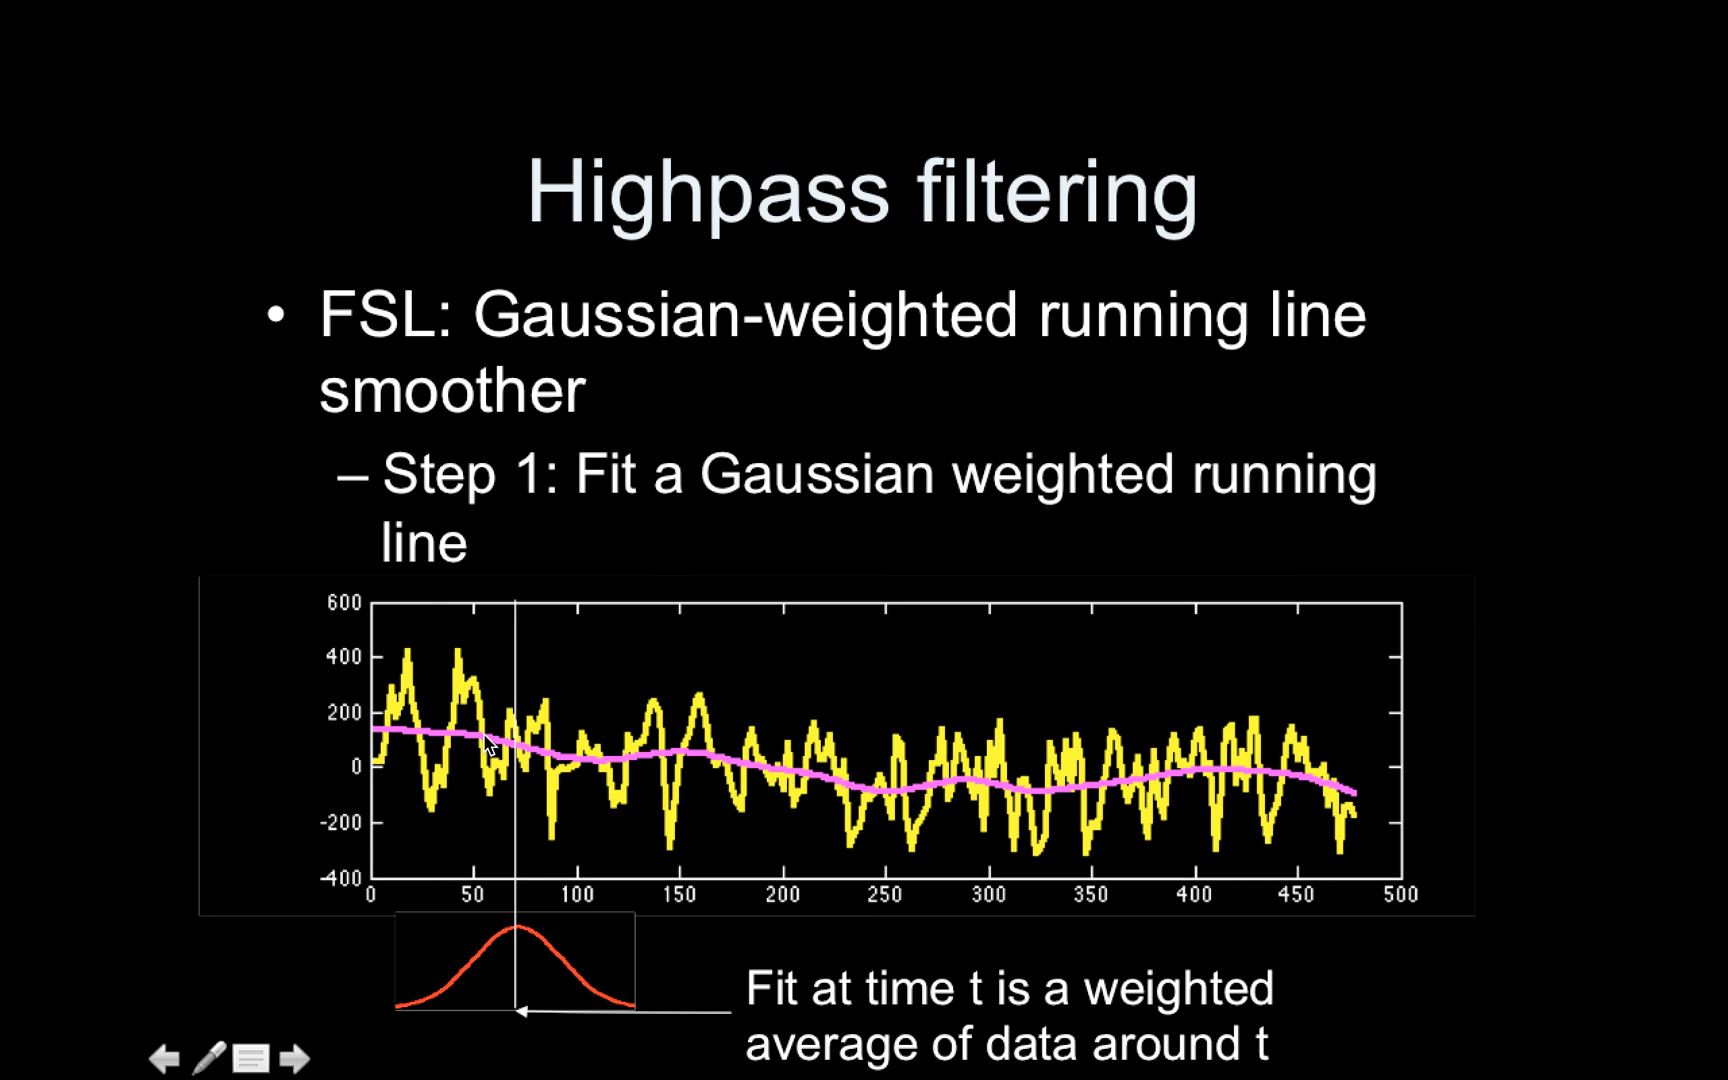 Highpass filtering
• FSL: Gaussian-weighted running line
smoother
– Step 1: Fit a Gaussian weighted running
line
600
400
200
0
-200
-400
0 50 100 150 200 250 300 350 400 450 500
Fit at time t is a weighted
average of data around t